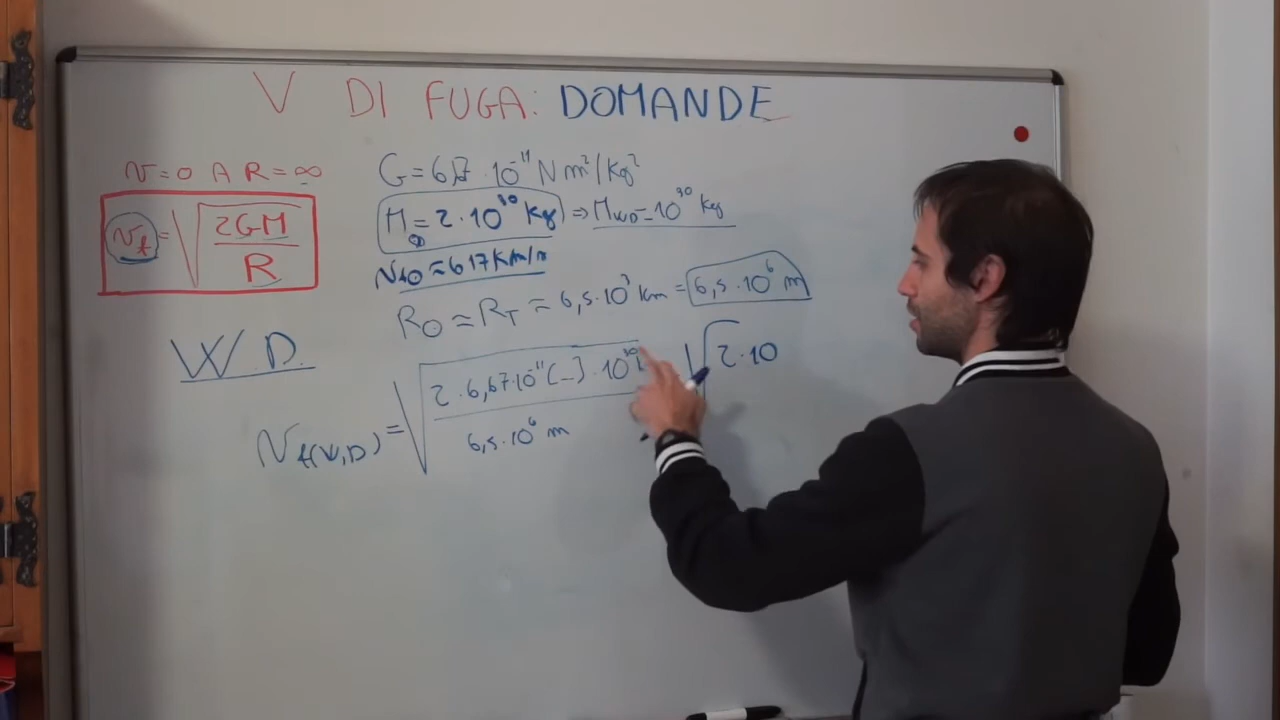 V DI FUGA: DOMANDE
v=0 A R=∞
v_f = √(2GM/R)
G=6,67·10⁻¹¹ N m²/kg²
M_⊙=2·10³⁰ kg ⇒ M_WD=10³⁰ kg
v_f⊙ ≈ 617 km/s
R_⊙ ≃ R_T ≃ 6,5·10³ km = 6,5·10⁶ m
W.D.
v_f(W,D) = √(2·6,67·10⁻¹¹ [–]·10³⁰ / 6,5·10⁶ m) √2·10